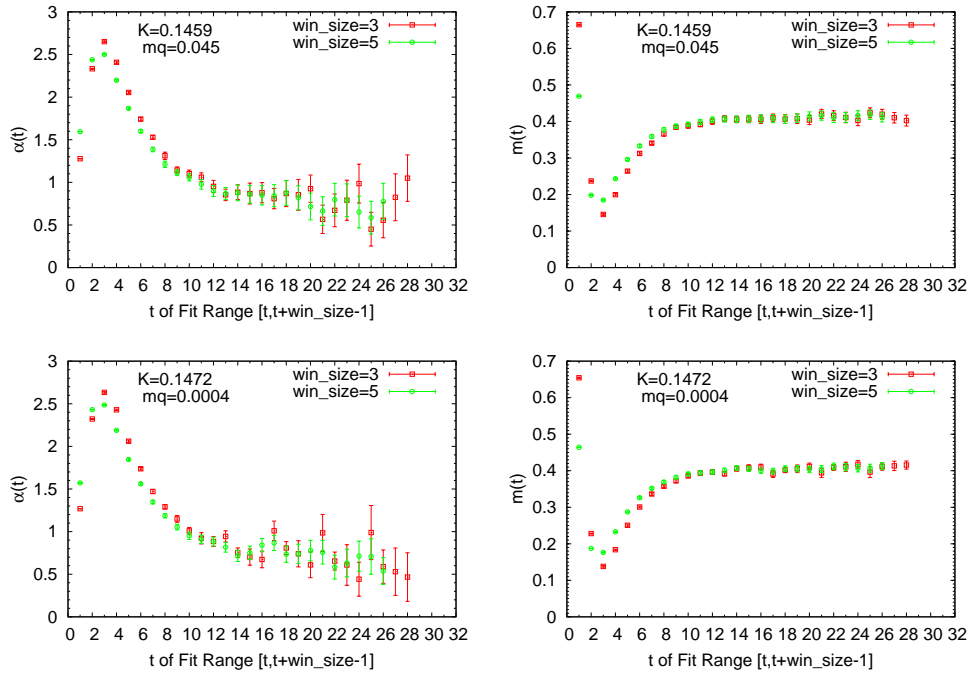 3
2.5
2
1.5
1
0.5
0
α(t)
K=0.1459
mq=0.045
win_size=3
win_size=5
0 2 4 6 8 10 12 14 16 18 20 22 24 26 28 30 32
t of Fit Range [t,t+win_size-1]
0.7
0.6
0.5
0.4
0.3
0.2
0.1
0
m(t)
K=0.1459
mq=0.045
win_size=3
win_size=5
0 2 4 6 8 10 12 14 16 18 20 22 24 26 28 30 32
t of Fit Range [t,t+win_size-1]
3
2.5
2
1.5
1
0.5
0
α(t)
K=0.1472
mq=0.0004
win_size=3
win_size=5
0 2 4 6 8 10 12 14 16 18 20 22 24 26 28 30 32
t of Fit Range [t,t+win_size-1]
0.7
0.6
0.5
0.4
0.3
0.2
0.1
0
m(t)
K=0.1472
mq=0.0004
win_size=3
win_size=5
0 2 4 6 8 10 12 14 16 18 20 22 24 26 28 30 32
t of Fit Range [t,t+win_size-1]